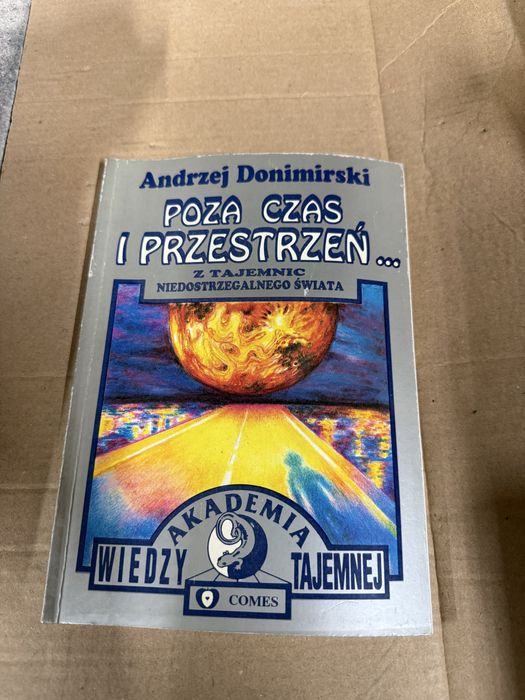 Andrzej Donimirski
POZA CZAS
I PRZESTRZEŃ...
Z TAJEMNIC
NIEDOSTRZEGALNEGO ŚWIATA
AKADEMIA
WIEDZY TAJEMNEJ
COMES